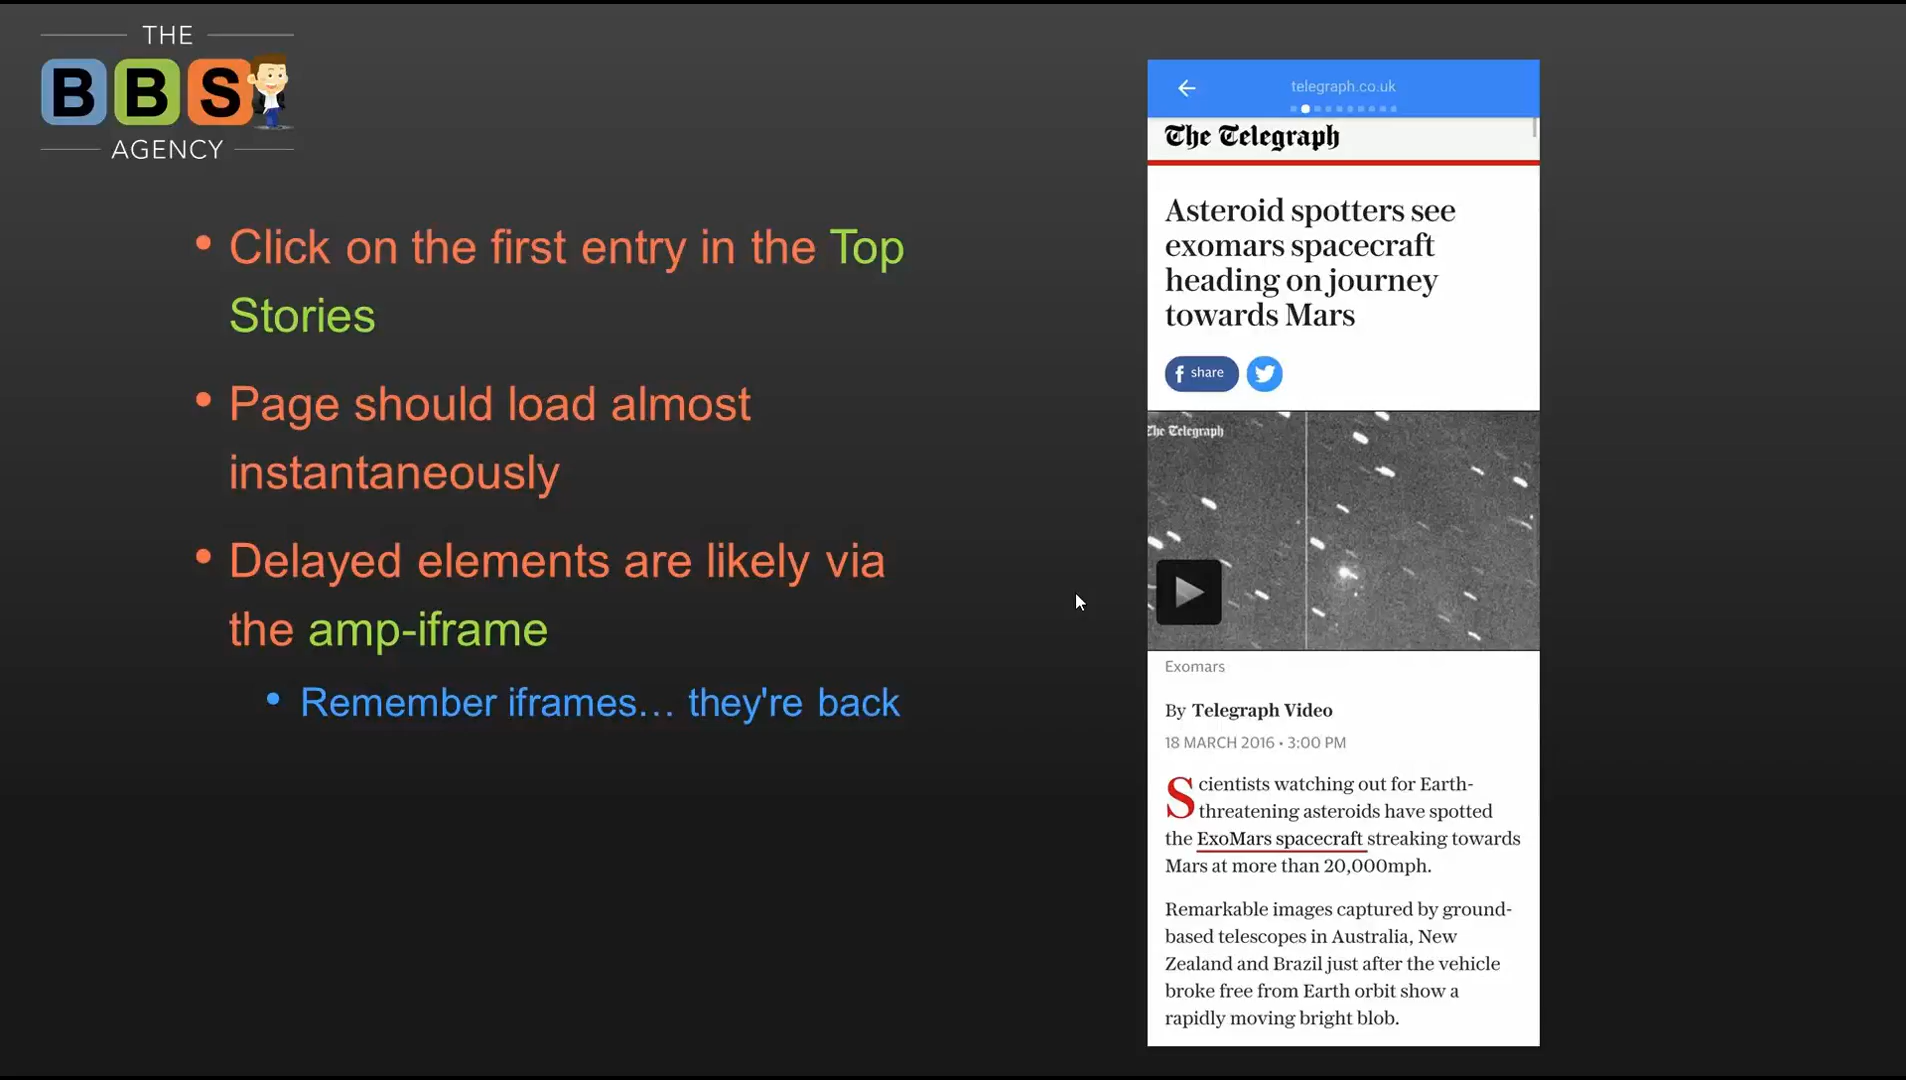 THE
BBS
AGENCY
• Click on the first entry in the Top
Stories
• Page should load almost
instantaneously
• Delayed elements are likely via
the amp-iframe
• Remember iframes… they're back
telegraph.co.uk
The Telegraph
Asteroid spotters see
exomars spacecraft
heading on journey
towards Mars
f share
The Telegraph
Exomars
By Telegraph Video
18 MARCH 2016 • 3:00 PM
Scientists watching out for Earth-
threatening asteroids have spotted
the ExoMars spacecraft streaking towards
Mars at more than 20,000mph.
Remarkable images captured by ground-
based telescopes in Australia, New
Zealand and Brazil just after the vehicle
broke free from Earth orbit show a
rapidly moving bright blob.